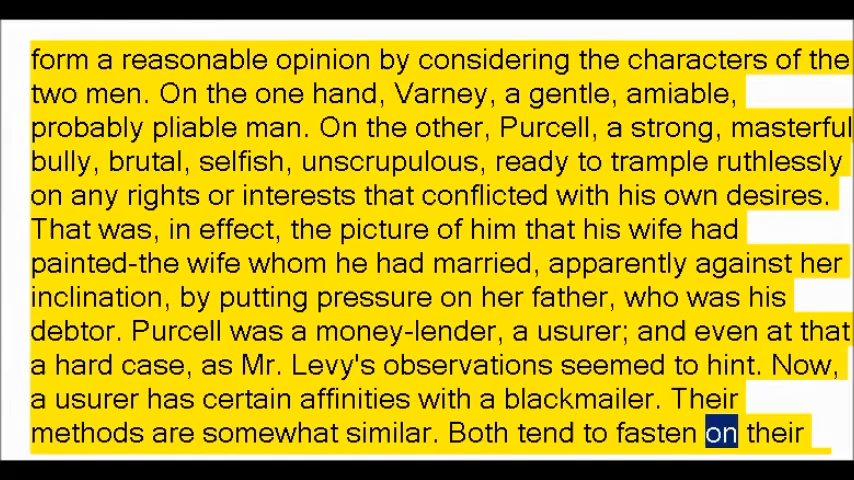 form a reasonable opinion by considering the characters of the
two men. On the one hand, Varney, a gentle, amiable,
probably pliable man. On the other, Purcell, a strong, masterful
bully, brutal, selfish, unscrupulous, ready to trample ruthlessly
on any rights or interests that conflicted with his own desires.
That was, in effect, the picture of him that his wife had
painted-the wife whom he had married, apparently against her
inclination, by putting pressure on her father, who was his
debtor. Purcell was a money-lender, a usurer; and even at that
a hard case, as Mr. Levy's observations seemed to hint. Now,
a usurer has certain affinities with a blackmailer. Their
methods are somewhat similar. Both tend to fasten on their